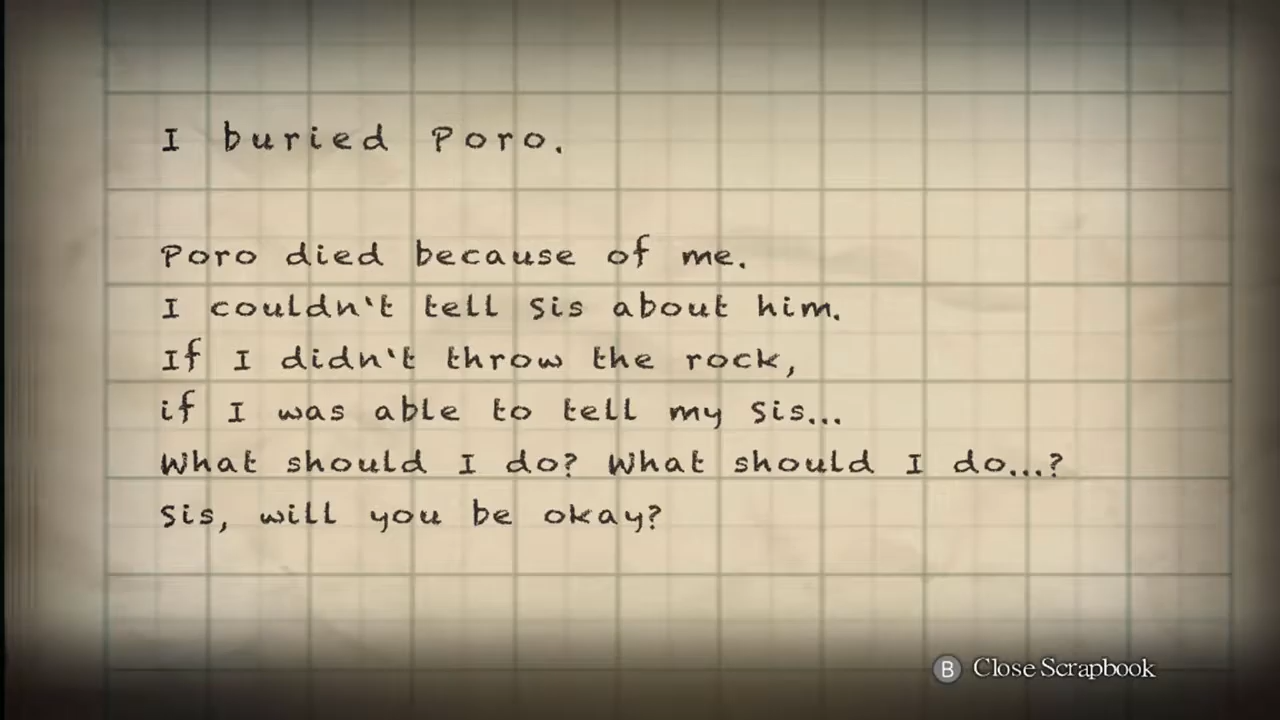 I buried Poro.
Poro died because of me.
I couldn't tell Sis about him.
If I didn't throw the rock,
if I was able to tell my Sis...
What should I do? What should I do...?
Sis, will you be okay?
B Close Scrapbook